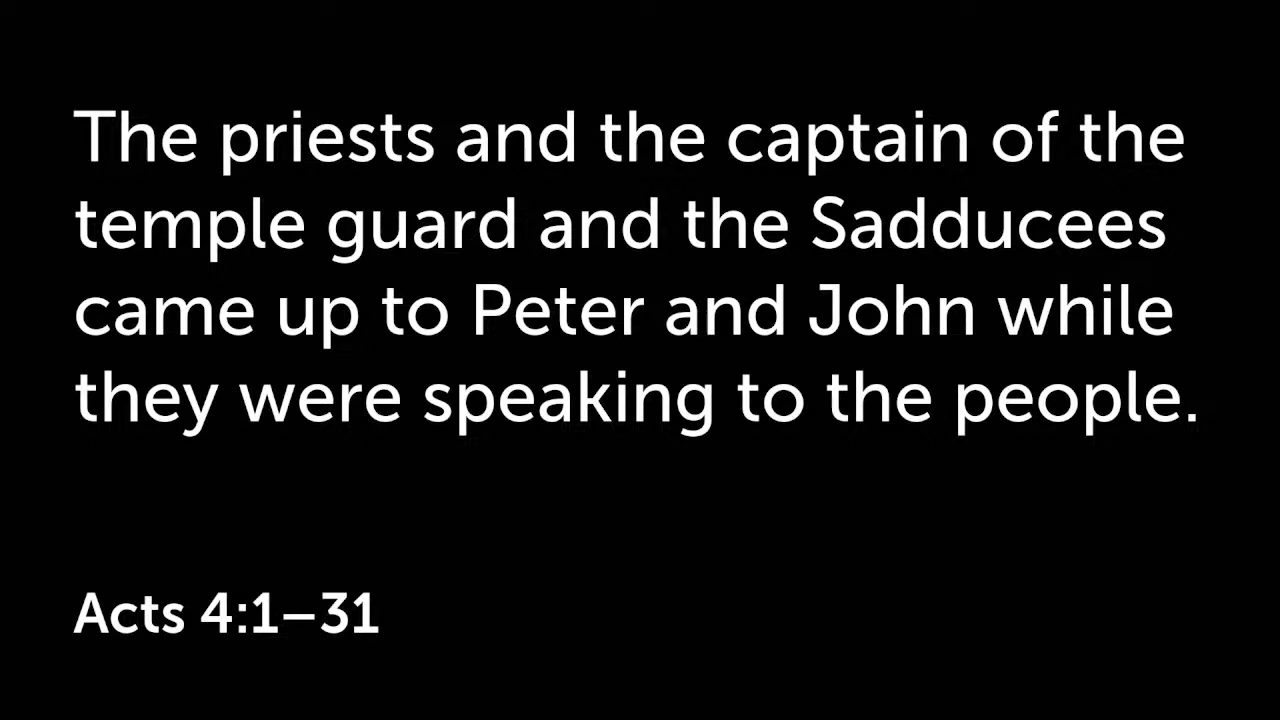 The priests and the captain of the
temple guard and the Sadducees
came up to Peter and John while
they were speaking to the people.
Acts 4:1–31